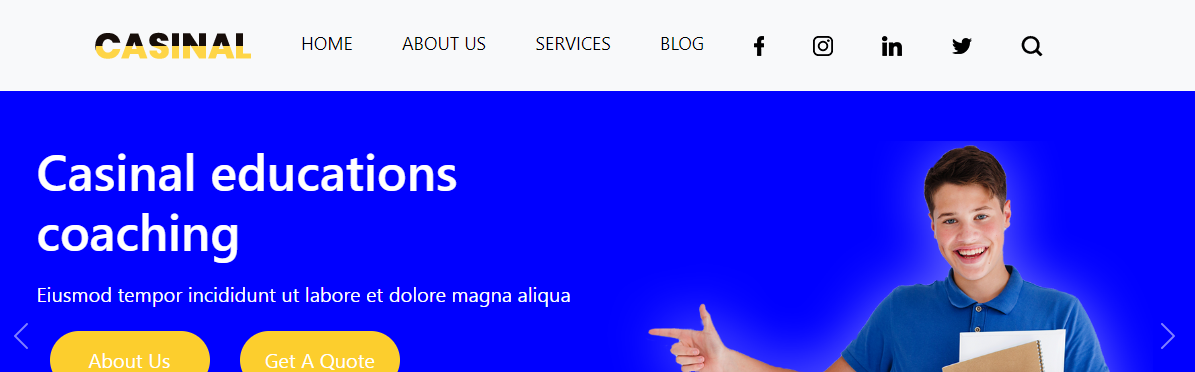 CASINAL HOME ABOUT US SERVICES BLOG
Casinal educations
coaching
Eiusmod tempor incididunt ut labore et dolore magna aliqua
About Us Get A Quote